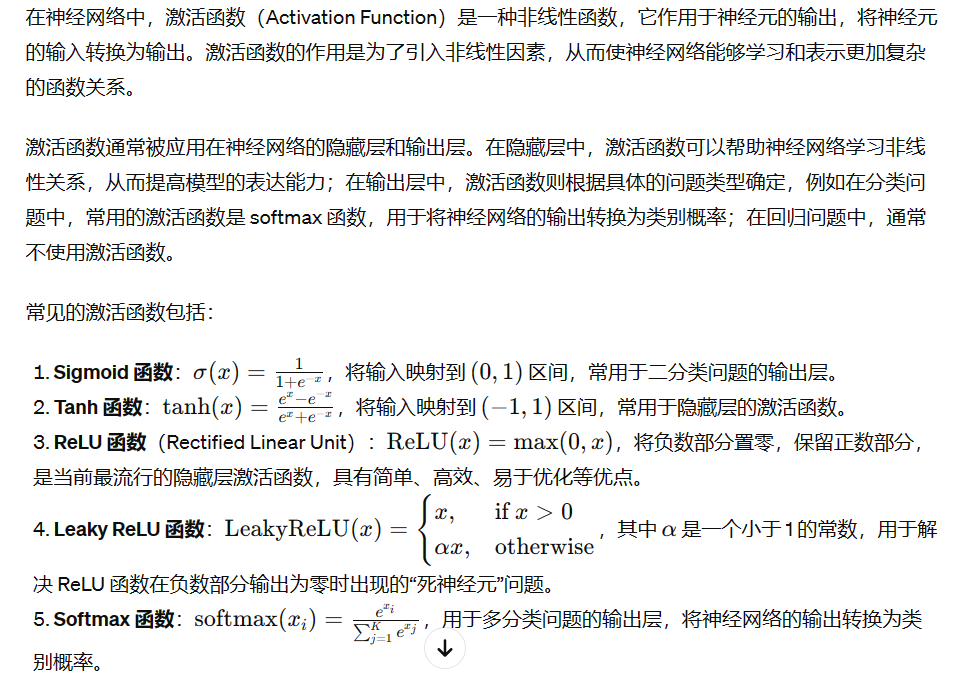 在神经网络中，激活函数（Activation Function）是一种非线性函数，它作用于神经元的输出，将神经元
的输入转换为输出。激活函数的作用是为了引入非线性因素，从而使神经网络能够学习和表示更加复杂
的函数关系。
激活函数通常被应用在神经网络的隐藏层和输出层。在隐藏层中，激活函数可以帮助神经网络学习非线
性关系，从而提高模型的表达能力；在输出层中，激活函数则根据具体的问题类型确定，例如在分类问
题中，常用的激活函数是 softmax 函数，用于将神经网络的输出转换为类别概率；在回归问题中，通常
不使用激活函数。
常见的激活函数包括：
1. Sigmoid 函数：σ(x) = \frac{1}{1+e^{-x}}，将输入映射到 (0, 1) 区间，常用于二分类问题的输出层。
2. Tanh 函数：tanh(x) = \frac{e^x-e^{-x}}{e^x+e^{-x}}，将输入映射到 (−1, 1) 区间，常用于隐藏层的激活函数。
3. ReLU 函数（Rectified Linear Unit）：ReLU(x) = max(0, x)，将负数部分置零，保留正数部分，
是当前最流行的隐藏层激活函数，具有简单、高效、易于优化等优点。
4. Leaky ReLU 函数：LeakyReLU(x) = \begin{cases} x, & \text{if } x > 0 \\ αx, & \text{otherwise} \end{cases}，其中 α 是一个小于 1 的常数，用于解
决 ReLU 函数在负数部分输出为零时出现的“死神经元”问题。
5. Softmax 函数：softmax(x_i) = \frac{e^{x_i}}{\sum_{j=1}^{K} e^{x_j}}，用于多分类问题的输出层，将神经网络的输出转换为类
别概率。